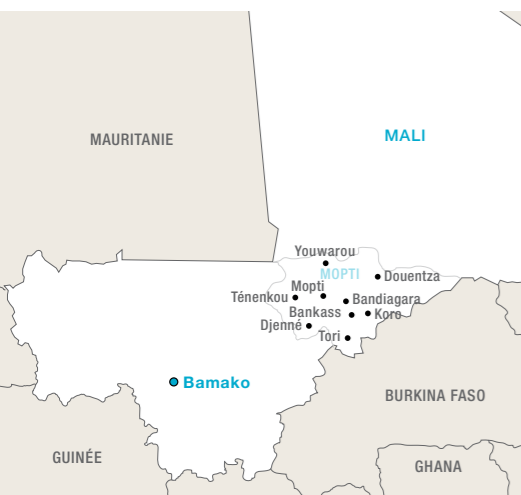 MAURITANIE
MALI
Youwarou
MOPTI
Douentza
Mopti
Ténenkou
Bandiagara
Bankass
Koro
Djenné
Tori
Bamako
BURKINA FASO
GUINÉE
GHANA